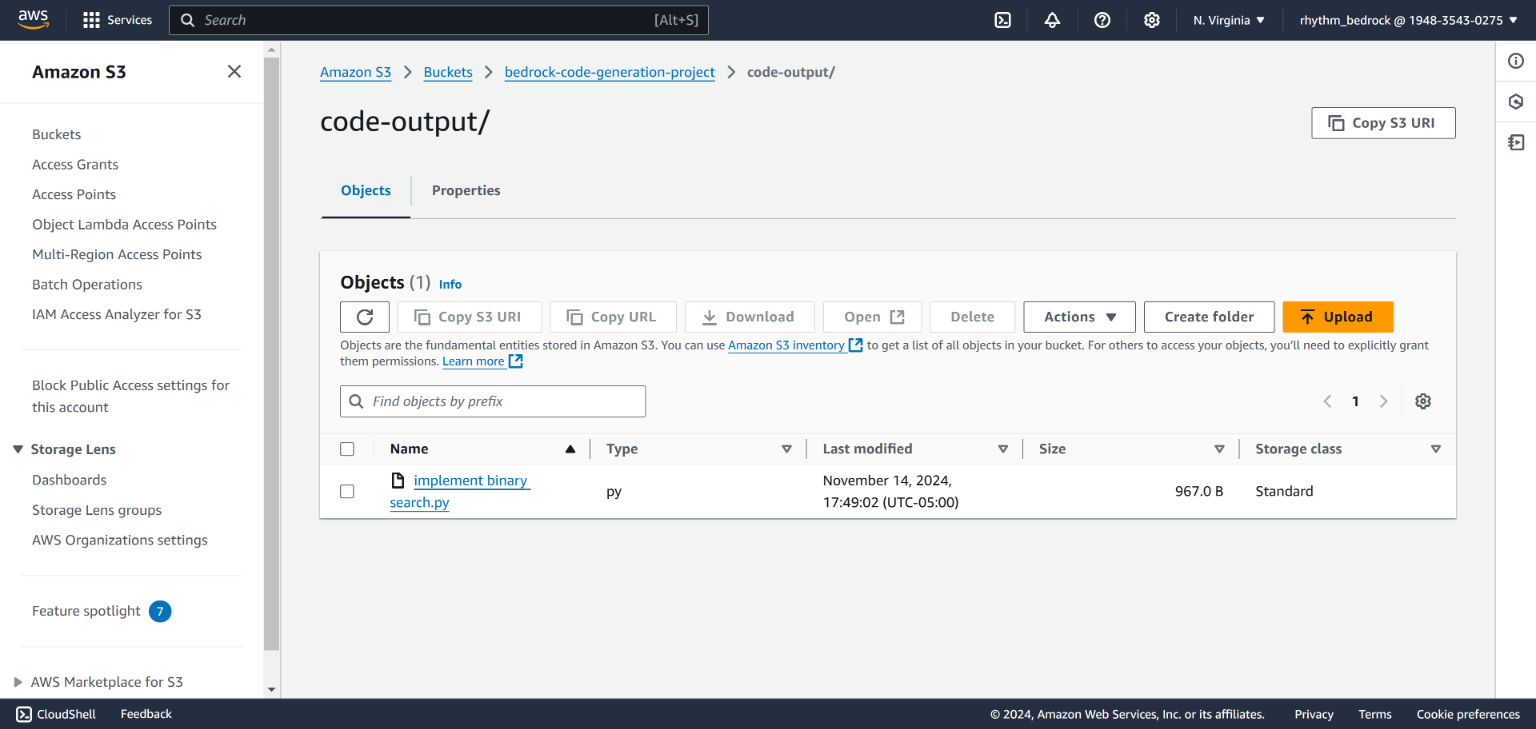 aws
Services
Search
[Alt+S]
N. Virginia
rhythm_bedrock @ 1948-3543-0275
Amazon S3
Buckets
Access Grants
Access Points
Object Lambda Access Points
Multi-Region Access Points
Batch Operations
IAM Access Analyzer for S3
Block Public Access settings for
this account
Storage Lens
Dashboards
Storage Lens groups
AWS Organizations settings
Feature spotlight 7
AWS Marketplace for S3
Amazon S3 > Buckets > bedrock-code-generation-project > code-output/
code-output/
Copy S3 URI
Objects
Properties
Objects (1) Info
Copy S3 URI
Copy URL
Download
Open
Delete
Actions
Create folder
Upload
Objects are the fundamental entities stored in Amazon S3. You can use Amazon S3 inventory to get a list of all objects in your bucket. For others to access your objects, you'll need to explicitly grant
them permissions. Learn more
Find objects by prefix
1
Name
Type
Last modified
Size
Storage class
implement binary
search.py
py
November 14, 2024,
17:49:02 (UTC-05:00)
967.0 B
Standard
CloudShell
Feedback
© 2024, Amazon Web Services, Inc. or its affiliates.
Privacy
Terms
Cookie preferences